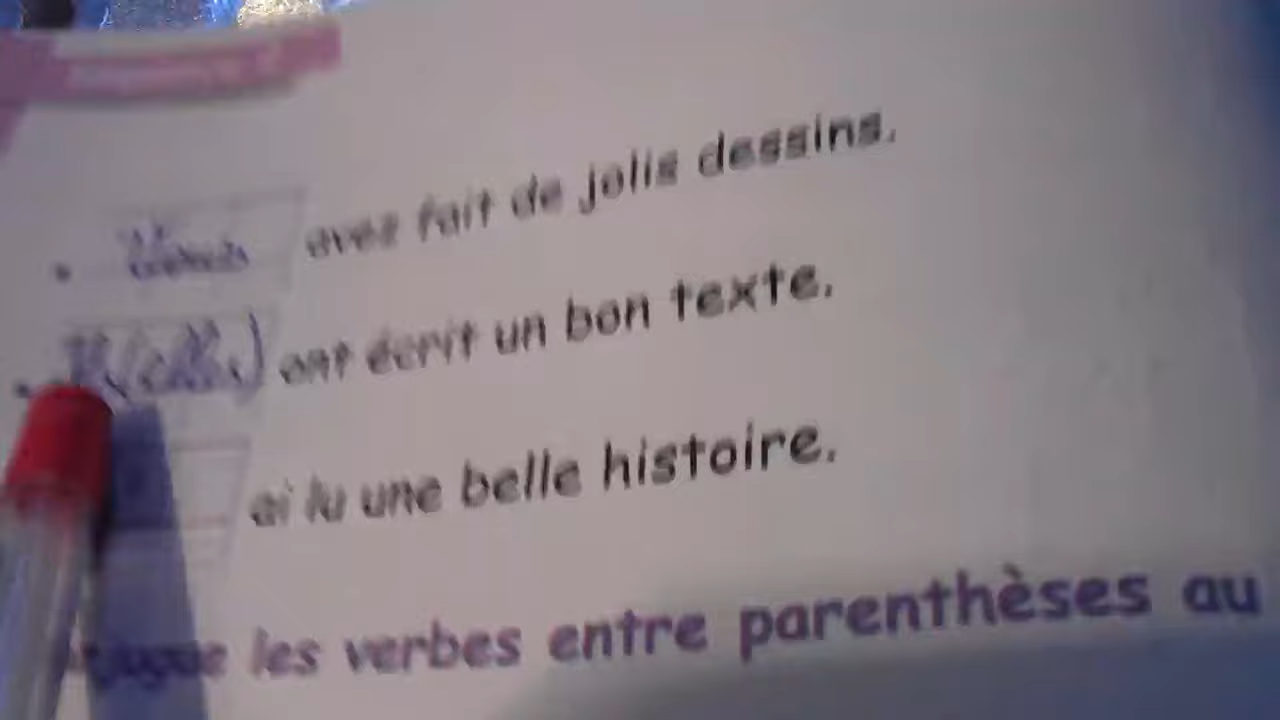 Vous avez fait de jolis dessins.
ont écrit un bon texte.
ai lu une belle histoire.
les verbes entre parenthèses au